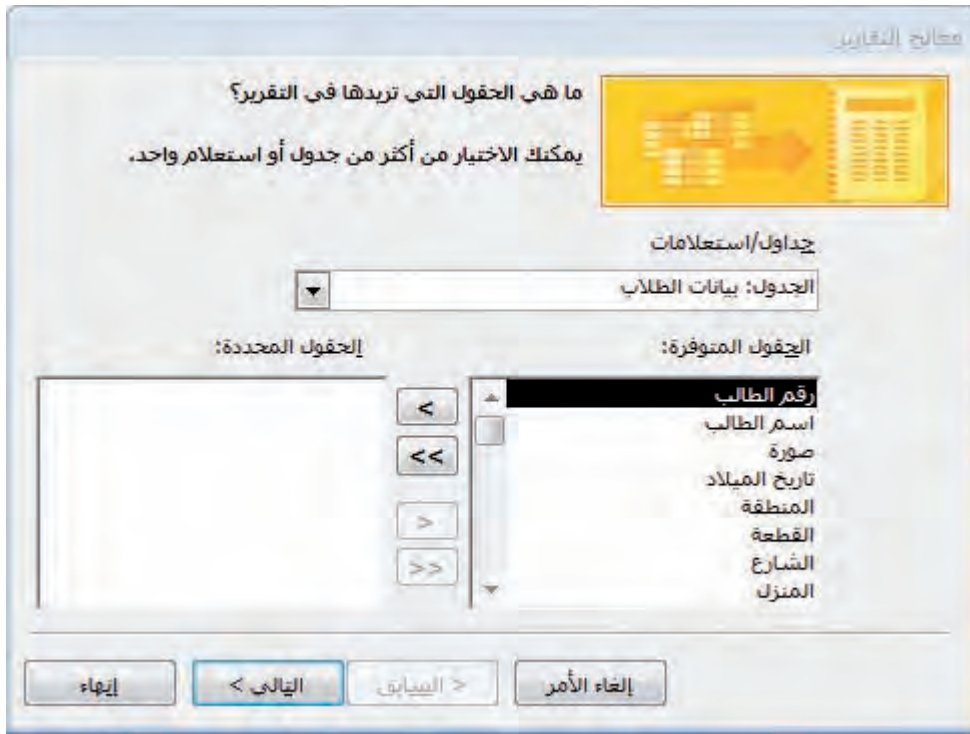 معالج التقارير
ما هي الحقول التي تريدها في التقرير؟
يمكنك الاختيار من أكثر من جدول أو استعلام واحد.
جداول/استعلامات
الجدول: بيانات الطلاب
الحقول المتوفرة:
الحقول المحددة:
رقم الطالب
اسم الطالب
صورة
تاريخ الميلاد
المنطقة
القطعة
الشارع
المنزل
<
<<
>
>>
إلغاء الأمر
< السابق
التالي >
إنهاء